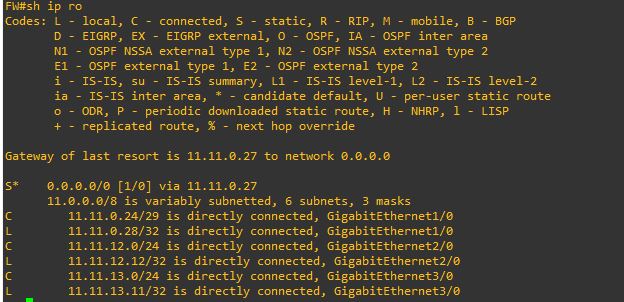 FW#sh ip ro
Codes: L - local, C - connected, S - static, R - RIP, M - mobile, B - BGP
D - EIGRP, EX - EIGRP external, O - OSPF, IA - OSPF inter area
N1 - OSPF NSSA external type 1, N2 - OSPF NSSA external type 2
E1 - OSPF external type 1, E2 - OSPF external type 2
i - IS-IS, su - IS-IS summary, L1 - IS-IS level-1, L2 - IS-IS level-2
ia - IS-IS inter area, * - candidate default, U - per-user static route
o - ODR, P - periodic downloaded static route, H - NHRP, l - LISP
+ - replicated route, % - next hop override
Gateway of last resort is 11.11.0.27 to network 0.0.0.0
S* 0.0.0.0/0 [1/0] via 11.11.0.27
11.0.0.0/8 is variably subnetted, 6 subnets, 3 masks
C 11.11.0.24/29 is directly connected, GigabitEthernet1/0
L 11.11.0.28/32 is directly connected, GigabitEthernet1/0
C 11.11.12.0/24 is directly connected, GigabitEthernet2/0
L 11.11.12.12/32 is directly connected, GigabitEthernet2/0
C 11.11.13.0/24 is directly connected, GigabitEthernet3/0
L 11.11.13.11/32 is directly connected, GigabitEthernet3/0